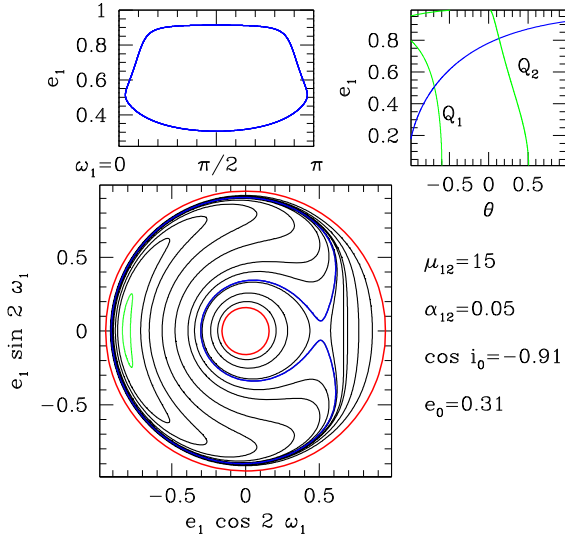 1
0.8
0.6
0.4
e₁
ω₁=0
π/2
π
0.8
0.6
0.4
0.2
e₁
Q₁
Q₂
−0.5
0
0.5
θ
0.5
0
−0.5
e₁ sin 2 ω₁
−0.5
0
0.5
e₁ cos 2 ω₁
μ₁₂=15
α₁₂=0.05
cos i₀=−0.91
e₀=0.31